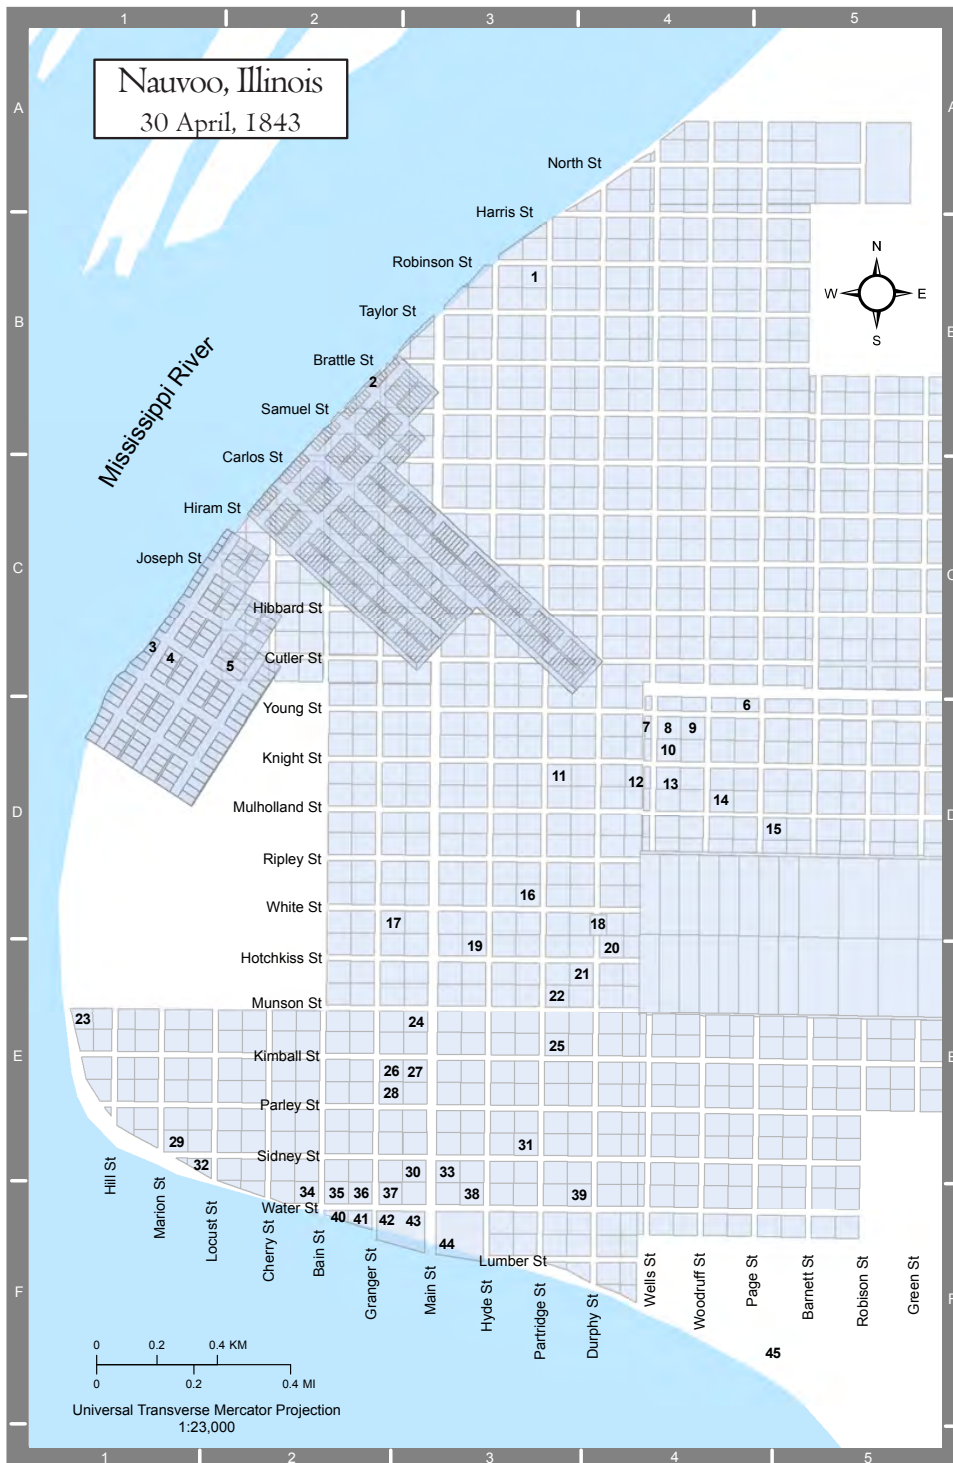 1 2 3 4 5
Nauvoo, Illinois
30 April, 1843
A A
North St
Harris St
N
W E
S
Robinson St
1
Taylor St
B B
Brattle St
2
Samuel St
Mississippi River
Carlos St
Hiram St
Joseph St
C C
Hibbard St
3
4
5
Cutler St
6
Young St
7 8 9
10
Knight St
11
12 13
14
Mulholland St
D D
15
Ripley St
16
White St
17
18
19
20
Hotchkiss St
21
22
Munson St
23
24
25
Kimball St
E E
26 27
28
Parley St
29
31
Sidney St
32
30 33
34 35 36 37 38 39
Water St
40 41 42 43
44
Lumber St
Hill St
Marion St
Locust St
Cherry St
Bain St
Granger St
Main St
Hyde St
Partridge St
Durphy St
Wells St
Woodruff St
Page St
Barnett St
Robison St
Green St
F F
45
0 0.2 0.4 KM
0 0.2 0.4 MI
Universal Transverse Mercator Projection
1:23,000
1 2 3 4 5